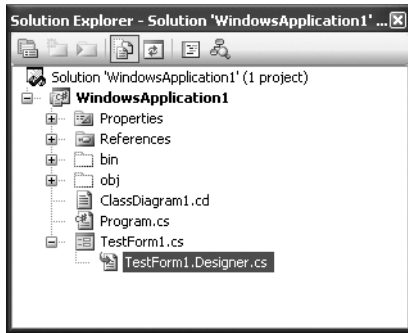 Solution Explorer - Solution 'WindowsApplication1' ...
Solution 'WindowsApplication1' (1 project)
WindowsApplication1
Properties
References
bin
obj
ClassDiagram1.cd
Program.cs
TestForm1.cs
TestForm1.Designer.cs